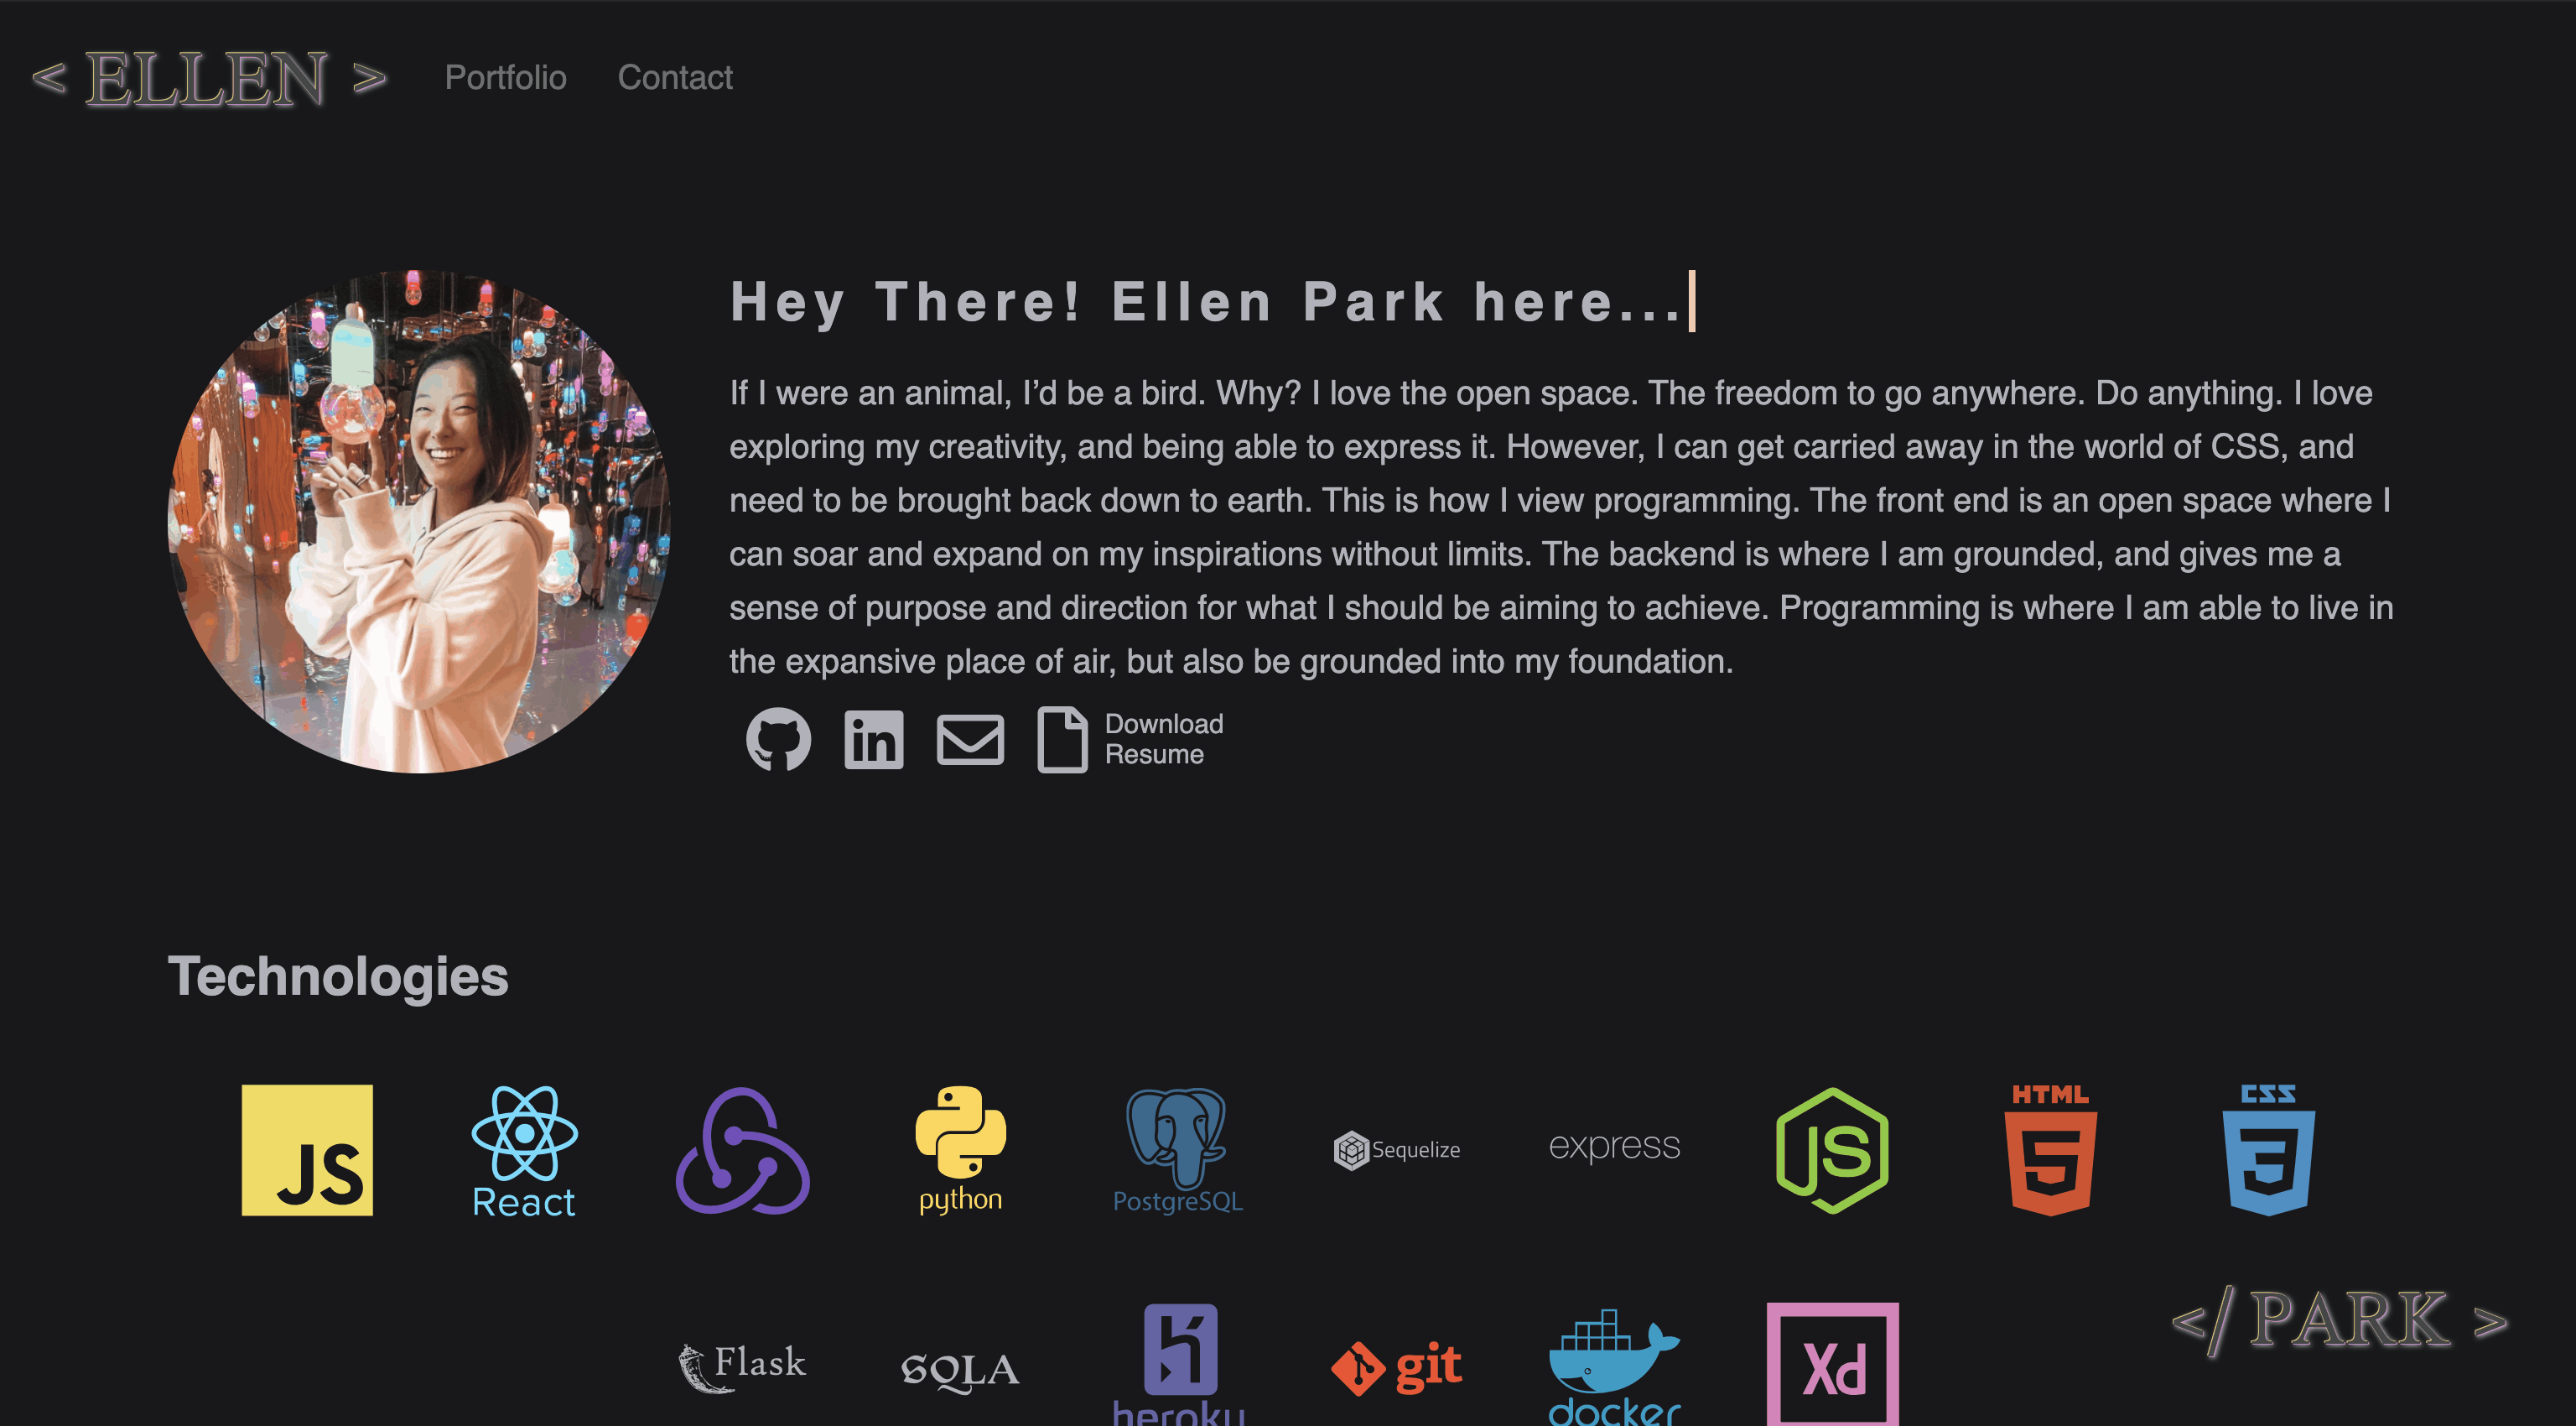 < ELLEN > Portfolio Contact
Hey There! Ellen Park here...
If I were an animal, I’d be a bird. Why? I love the open space. The freedom to go anywhere. Do anything. I love
exploring my creativity, and being able to express it. However, I can get carried away in the world of CSS, and
need to be brought back down to earth. This is how I view programming. The front end is an open space where I
can soar and expand on my inspirations without limits. The backend is where I am grounded, and gives me a
sense of purpose and direction for what I should be aiming to achieve. Programming is where I am able to live in
the expansive place of air, but also be grounded into my foundation.
in
Download
Resume
Technologies
JS
React
python
PostgreSQL
Sequelize
express
JS
HTML
5
CSS
3
Flask
SQLA
heroku
git
docker
Xd
</ PARK >